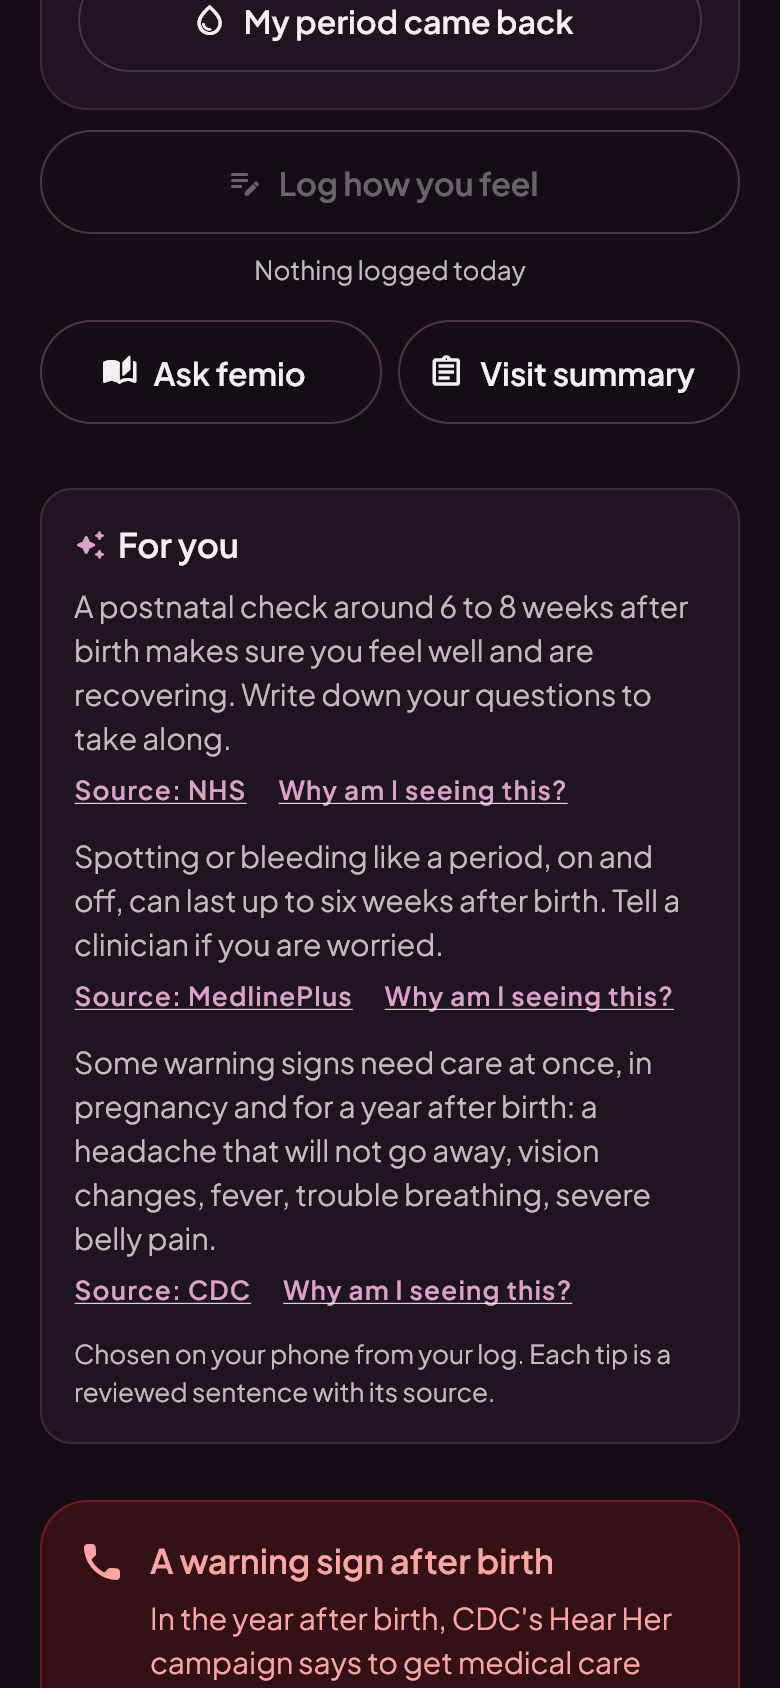 My period came back
Log how you feel
Nothing logged today
Ask femio
Visit summary
For you
A postnatal check around 6 to 8 weeks after
birth makes sure you feel well and are
recovering. Write down your questions to
take along.
Source: NHS Why am I seeing this?
Spotting or bleeding like a period, on and
off, can last up to six weeks after birth. Tell a
clinician if you are worried.
Source: MedlinePlus Why am I seeing this?
Some warning signs need care at once, in
pregnancy and for a year after birth: a
headache that will not go away, vision
changes, fever, trouble breathing, severe
belly pain.
Source: CDC Why am I seeing this?
Chosen on your phone from your log. Each tip is a
reviewed sentence with its source.
A warning sign after birth
In the year after birth, CDC's Hear Her
campaign says to get medical care